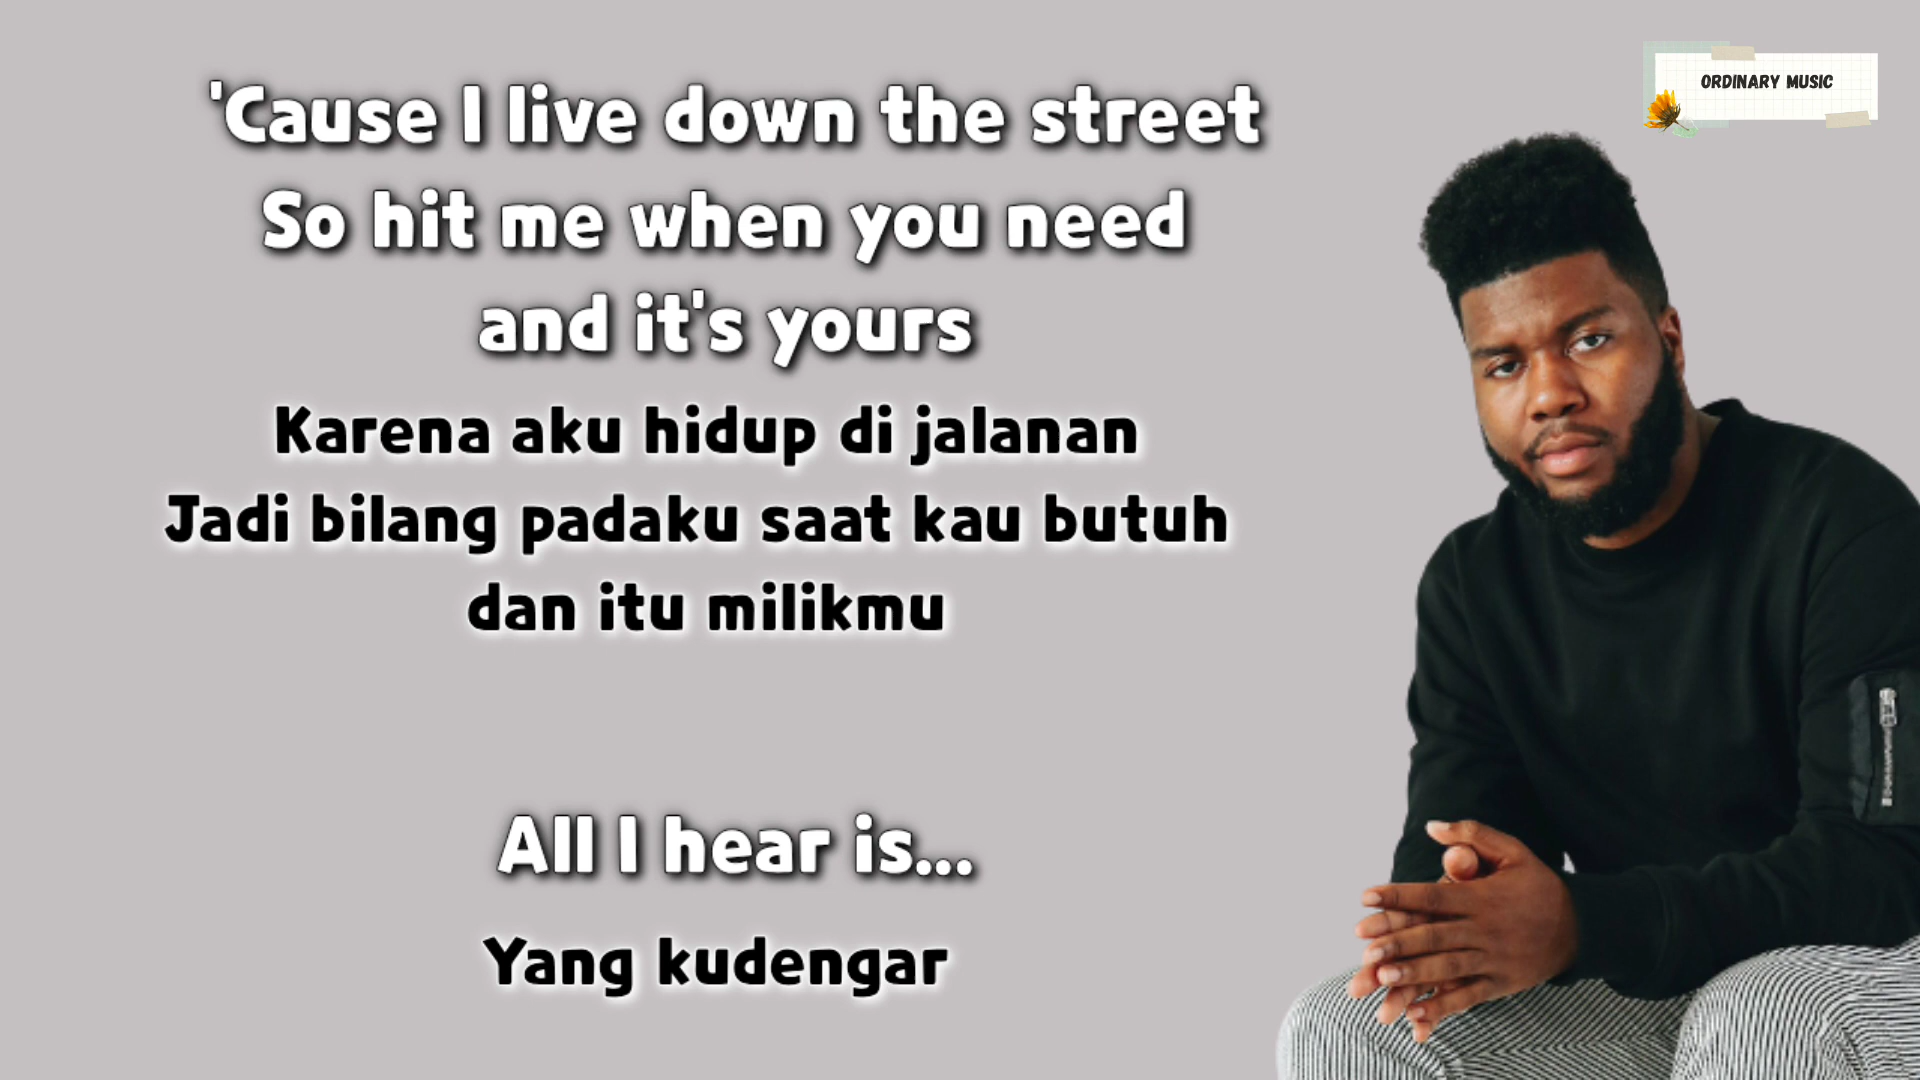 ORDINARY MUSIC
'Cause I live down the street
So hit me when you need
and it's yours
Karena aku hidup di jalanan
Jadi bilang padaku saat kau butuh
dan itu milikmu
All I hear is...
Yang kudengar